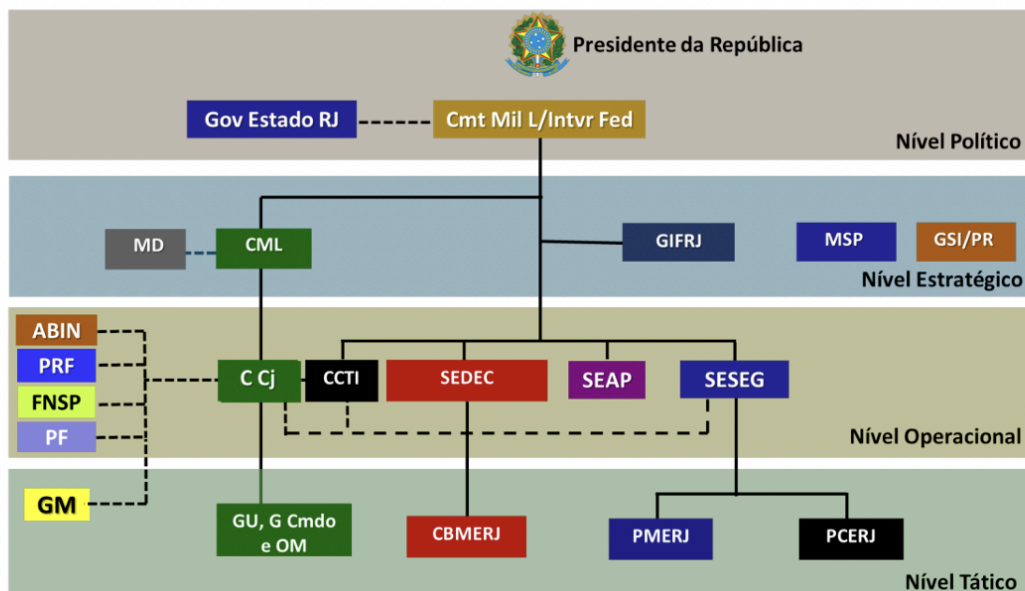 Presidente da República
Gov Estado RJ
Cmt Mil L/Intvr Fed
Nível Político
MD
CML
GIFRJ
MSP
GSI/PR
Nível Estratégico
ABIN
PRF
FNSP
PF
C Cj
CCTI
SEDEC
SEAP
SESEG
Nível Operacional
GM
GU, G Cmdo
e OM
CBMERJ
PMERJ
PCERJ
Nível Tático